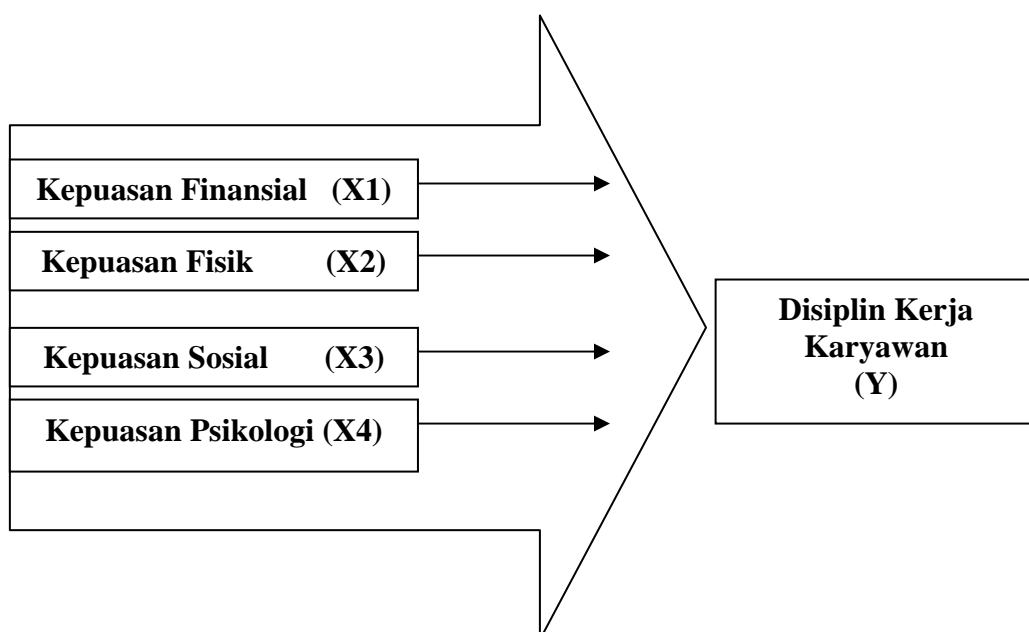 Kepuasan Finansial (X1)
Kepuasan Fisik (X2)
Kepuasan Sosial (X3)
Kepuasan Psikologi (X4)
Disiplin Kerja
Karyawan
(Y)